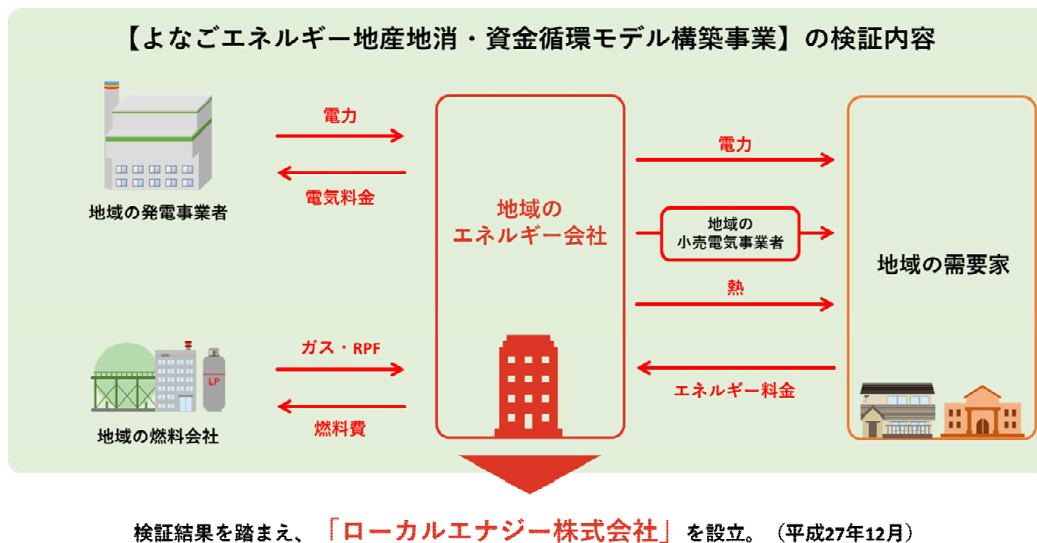 【よなごエネルギー地産地消・資金循環モデル構築事業】の検証内容
電力
電気料金
地域の発電事業者
ガス・RPF
燃料費
LP
地域の燃料会社
地域の
エネルギー会社
電力
地域の
小売電気事業者
熱
エネルギー料金
地域の需要家
検証結果を踏まえ、「ローカルエナジー株式会社」を設立。（平成27年12月）